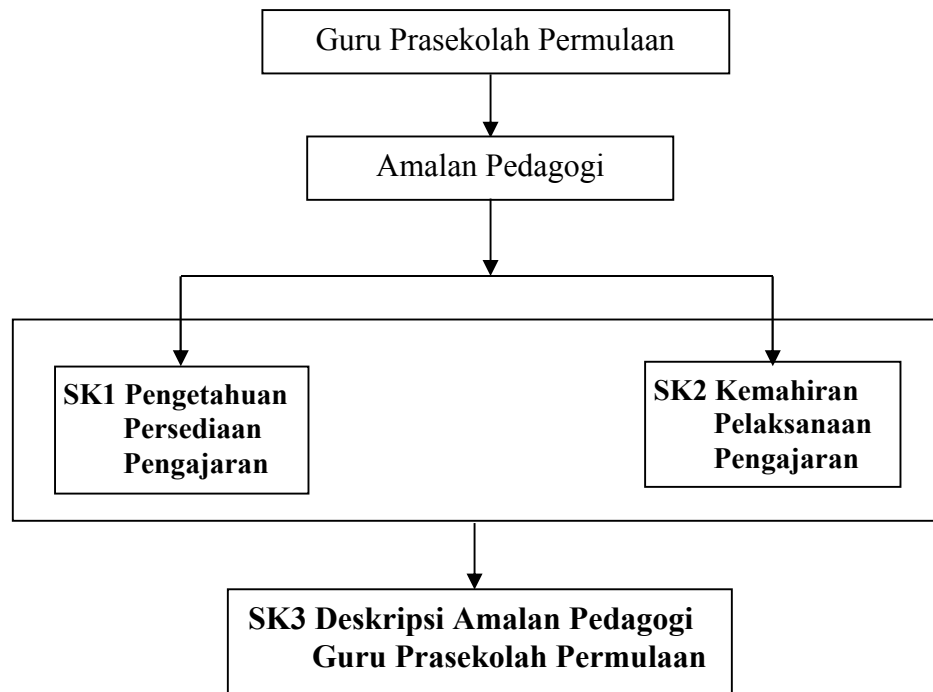 Guru Prasekolah Permulaan
Amalan Pedagogi
SK1 Pengetahuan
Persediaan
Pengajaran
SK2 Kemahiran
Pelaksanaan
Pengajaran
SK3 Deskripsi Amalan Pedagogi
Guru Prasekolah Permulaan